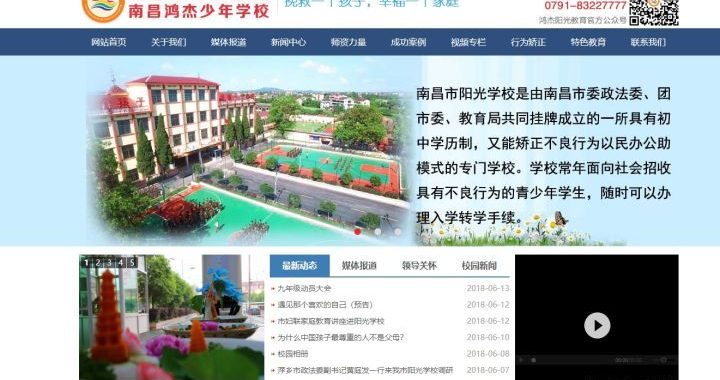 挽救一个孩子，幸福一个家庭
0791-83227777
南昌鸿杰少年学校
鸿杰阳光教育官方公众号
网站首页 关于我们 媒体报道 新闻中心 师资力量 成功案例 视频专栏 行为矫正 特色教育 联系我们
南昌市阳光学校是由南昌市委政法委、团
市委、教育局共同挂牌成立的一所具有初
中学历制，又能矫正不良行为以民办公助
模式的专门学校。学校常年面向社会招收
具有不良行为的青少年学生，随时可以办
理入学转学手续。
1 2 3 4 5
最新动态 媒体报道 领导关怀 校园新闻
九年级动员大会 2018-06-13
遇见那个喜欢的自己（预告） 2018-06-12
市妇联家庭教育讲座进阳光学校 2018-06-12
为什么中国孩子最尊重的人不是父母？ 2018-06-10
校园相册 2018-06-08
萍乡市政法委副书记黄庭发一行来我市阳光学校调研 2018-06-07